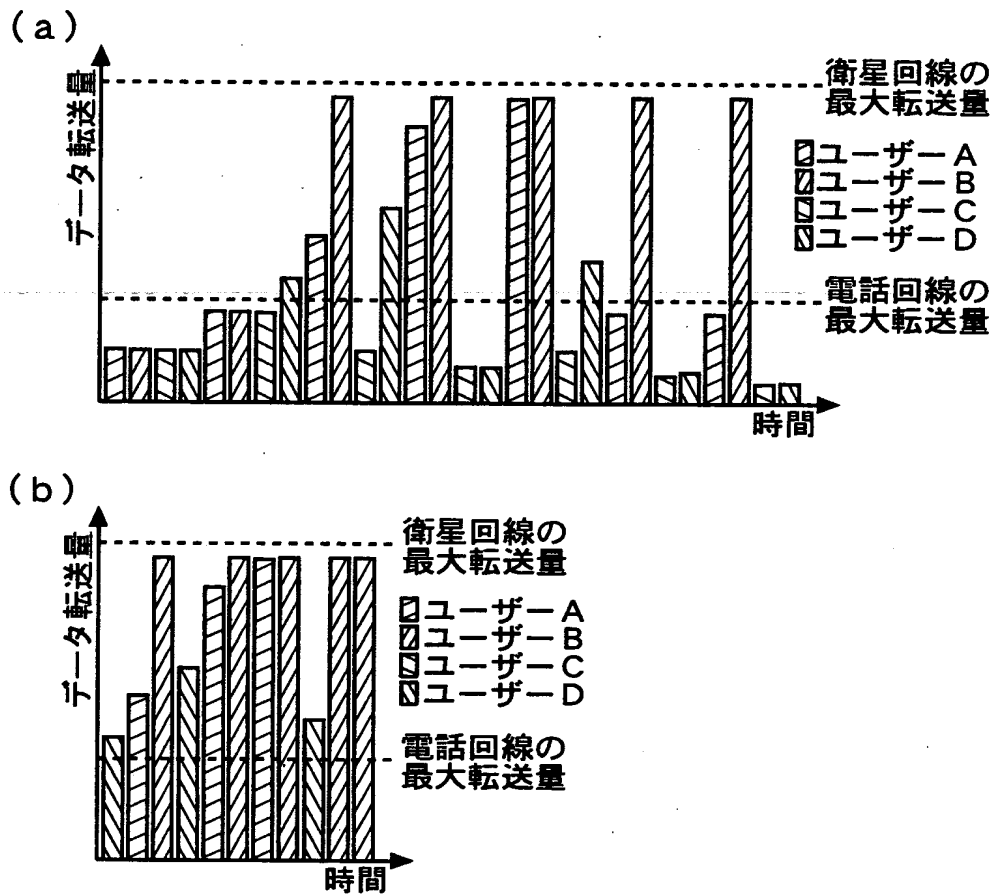 (a)
データ転送量
衛星回線の
最大転送量
ユーザーA
ユーザーB
ユーザーC
ユーザーD
電話回線の
最大転送量
時間
(b)
データ転送量
衛星回線の
最大転送量
ユーザーA
ユーザーB
ユーザーC
ユーザーD
電話回線の
最大転送量
時間